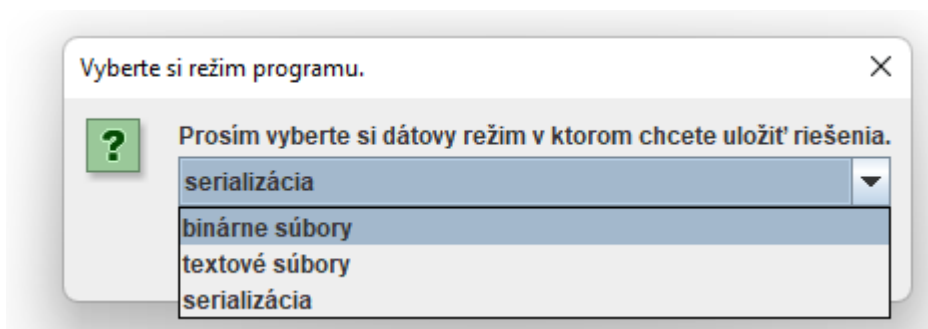 Vyberte si režim programu.
?
Prosím vyberte si dátovy režim v ktorom chcete uložiť riešenia.
serializácia
binárne súbory
textové súbory
serializácia